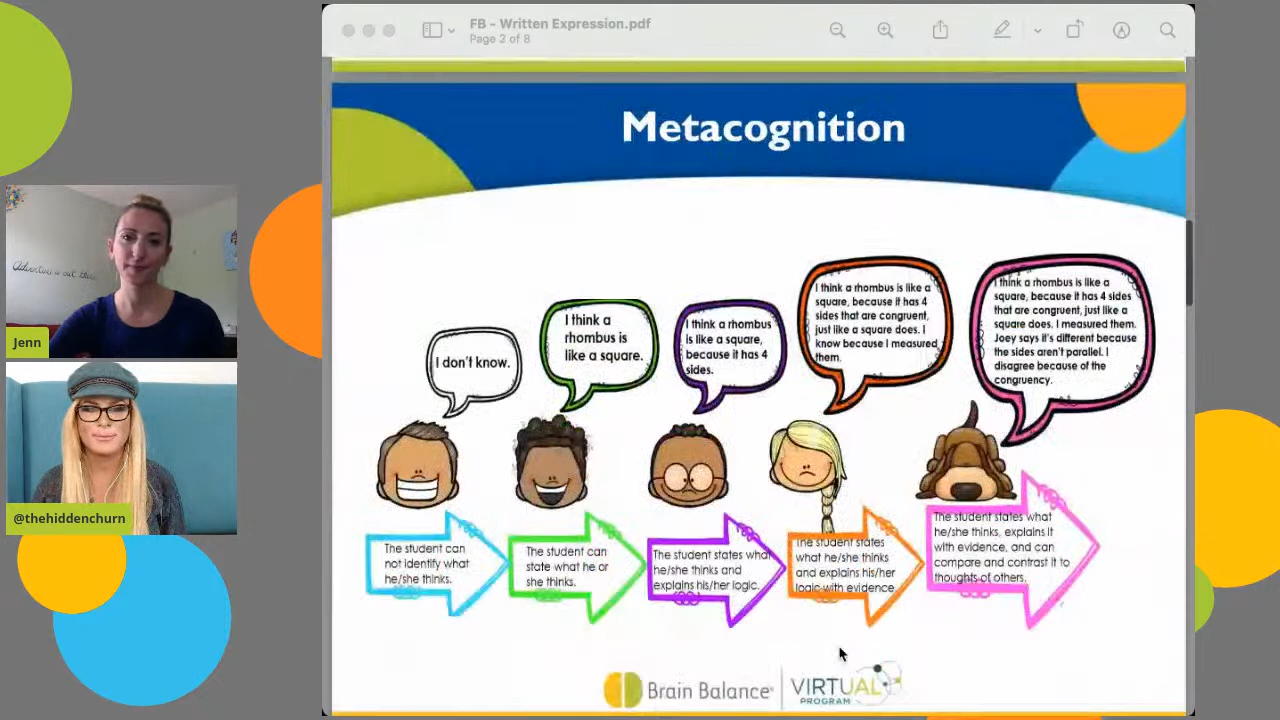 FB - Written Expression.pdf
Page 2 of 8
Metacognition
I don't know.
I think a
rhombus is
like a square.
I think a rhombus
is like a square,
because it has 4
sides.
I think a rhombus is like a
square, because it has 4
sides that are congruent,
just like a square does. I
know because I measured
them.
I think a rhombus is like a
square, because it has 4 sides
that are congruent, just like a
square does. I measured them.
Joey says it's different because
the sides aren't parallel. I
disagree because of the
congruency.
The student can
not identify what
he/she thinks.
The student can
state what he or
she thinks.
The student states what
he/she thinks and
explains his/her logic.
The student states
what he/she thinks
and explains his/her
logic with evidence.
The student states what
he/she thinks, explains it
with evidence, and can
compare and contrast it to
thoughts of others.
Brain Balance
VIRTUAL
PROGRAM
Adventure is out there
Jenn
@thehiddenchurn